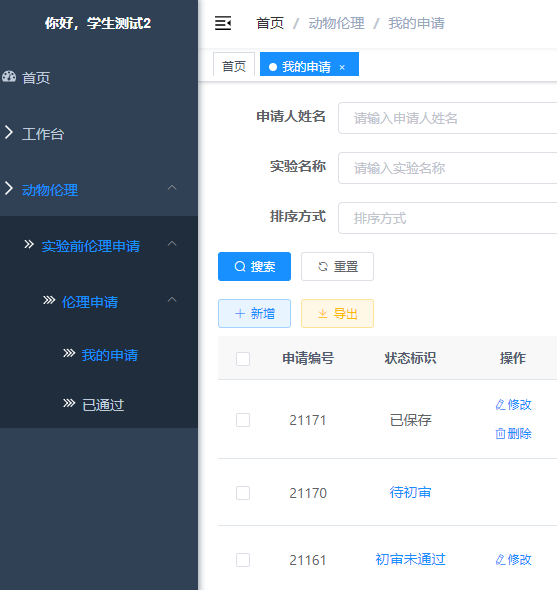 你好，学生测试2
首页
工作台
动物伦理
实验前伦理申请
伦理申请
我的申请
已通过
首页 / 动物伦理 / 我的申请
首页 我的申请 ×
申请人姓名 请输入申请人姓名
实验名称 请输入实验名称
排序方式 排序方式
搜索 重置
新增 导出
申请编号 状态标识 操作
21171 已保存 修改
删除
21170 待初审
21161 初审未通过 修改